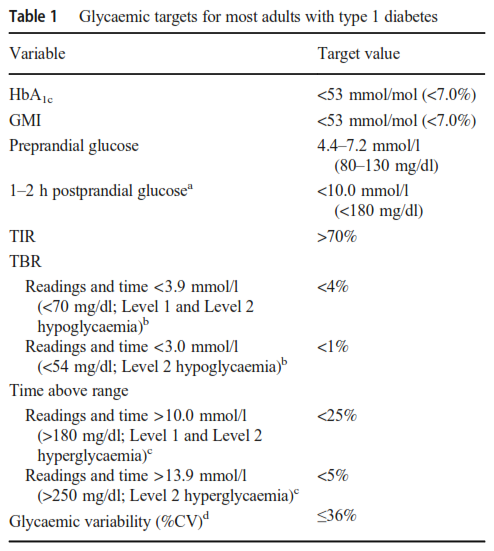 Table 1 Glycaemic targets for most adults with type 1 diabetes
Variable Target value
HbA1c <53 mmol/mol (<7.0%)
GMI <53 mmol/mol (<7.0%)
Preprandial glucose 4.4–7.2 mmol/l
(80–130 mg/dl)
1–2 h postprandial glucoseª <10.0 mmol/l
(<180 mg/dl)
TIR >70%
TBR
Readings and time <3.9 mmol/l <4%
(<70 mg/dl; Level 1 and Level 2
hypoglycaemia)ᵇ
Readings and time <3.0 mmol/l <1%
(<54 mg/dl; Level 2 hypoglycaemia)ᵇ
Time above range
Readings and time >10.0 mmol/l <25%
(>180 mg/dl; Level 1 and Level 2
hyperglycaemia)ᶜ
Readings and time >13.9 mmol/l <5%
(>250 mg/dl; Level 2 hyperglycaemia)ᶜ
Glycaemic variability (%CV)ᵈ ≤36%